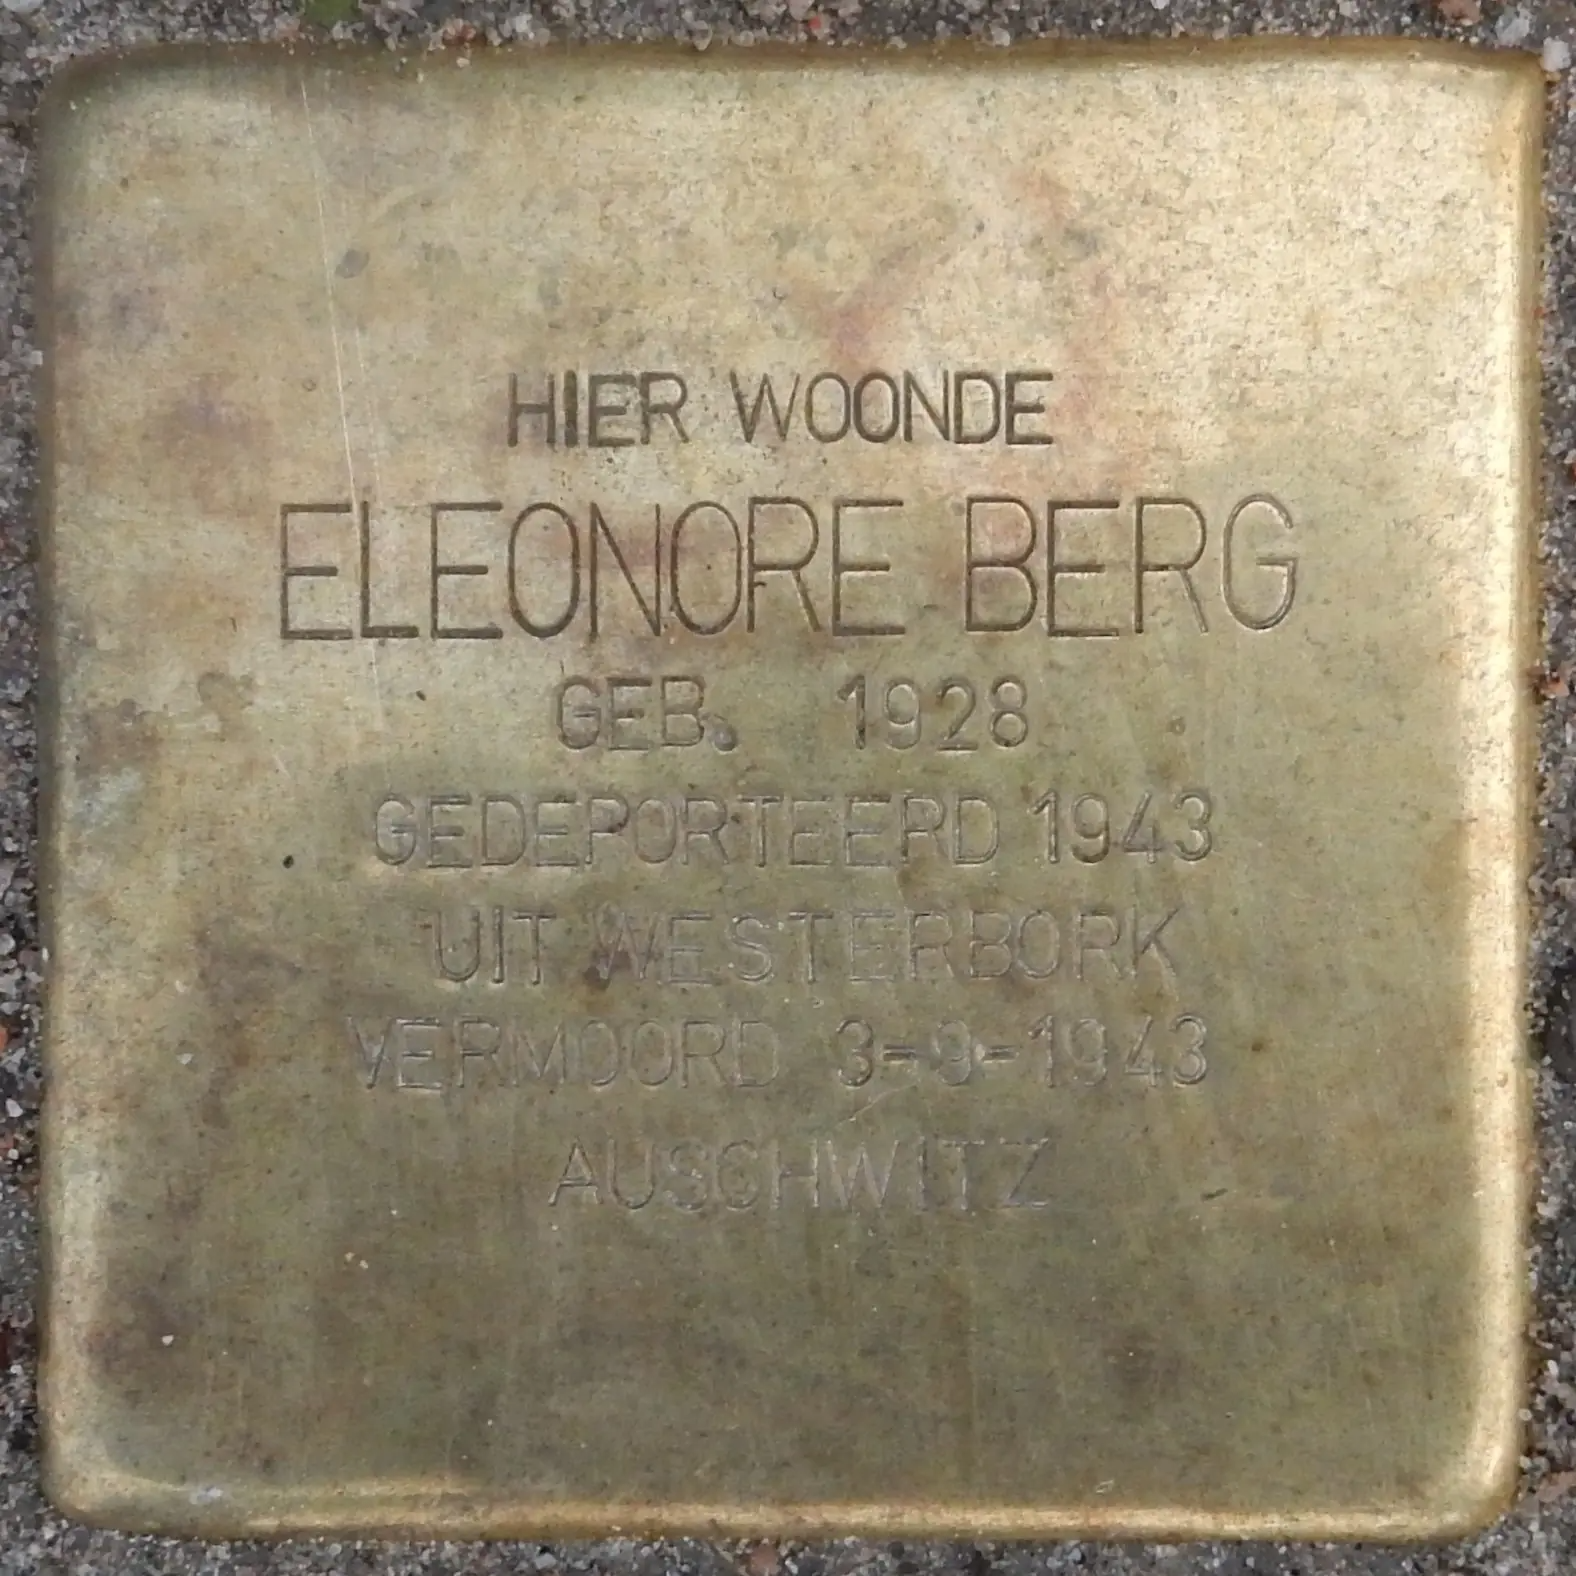 HIER WOONDE
ELEONORE BERG
GEB. 1928
GEDEPORTEERD 1943
UIT WESTERBORK
VERMOORD 3-9-1943
AUSCHWITZ